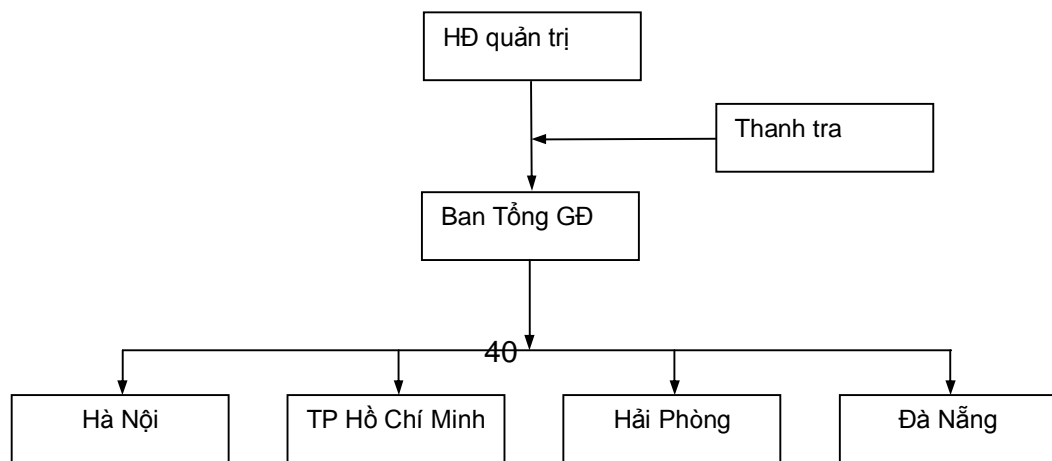 HĐ quản trị
Thanh tra
Ban Tổng GĐ
40
Hà Nội
TP Hồ Chí Minh
Hải Phòng
Đà Nẵng